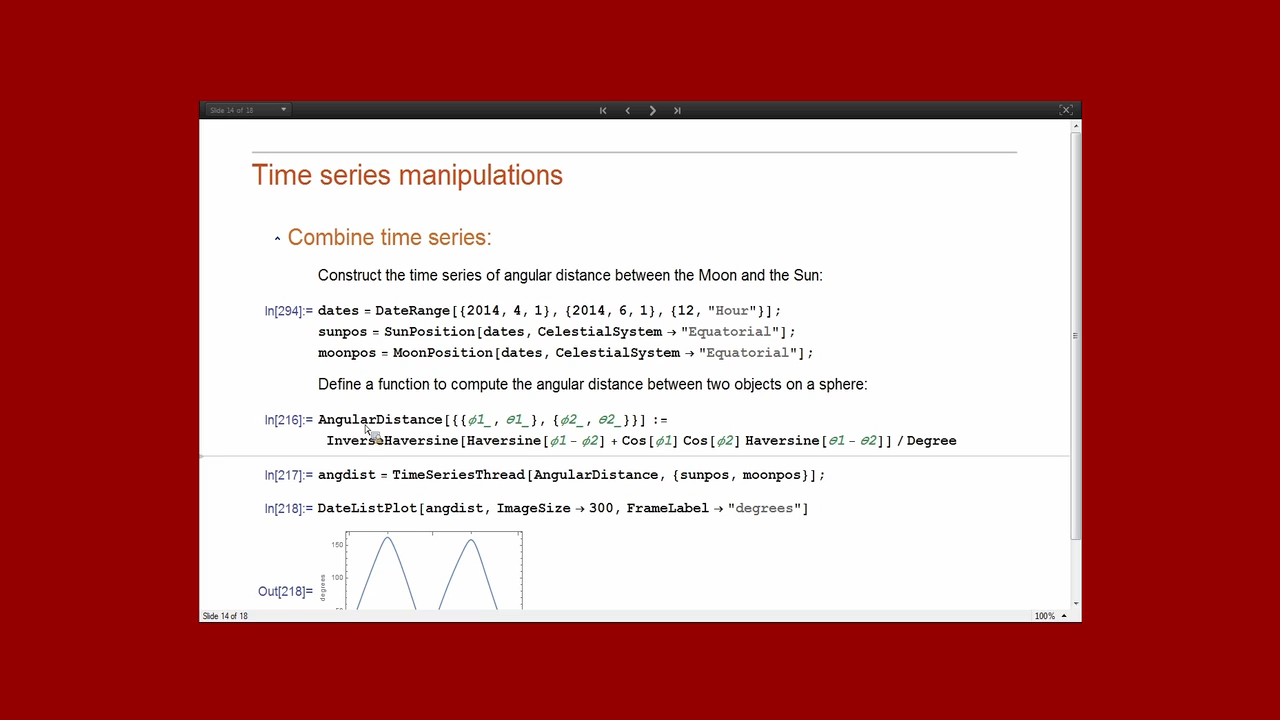 Slide 14 of 18
Time series manipulations
Combine time series:
Construct the time series of angular distance between the Moon and the Sun:
In[294]:= dates = DateRange[{2014, 4, 1}, {2014, 6, 1}, {12, "Hour"}];
sunpos = SunPosition[dates, CelestialSystem → "Equatorial"];
moonpos = MoonPosition[dates, CelestialSystem → "Equatorial"];
Define a function to compute the angular distance between two objects on a sphere:
In[216]:= AngularDistance[{{ϕ1_, θ1_}, {ϕ2_, θ2_}}] :=
InverseHaversine[Haversine[ϕ1 - ϕ2] + Cos[ϕ1] Cos[ϕ2] Haversine[θ1 - θ2]] / Degree
In[217]:= angdist = TimeSeriesThread[AngularDistance, {sunpos, moonpos}];
In[218]:= DateListPlot[angdist, ImageSize → 300, FrameLabel → "degrees"]
150
100
degrees
Out[218]=
Slide 14 of 18
100%